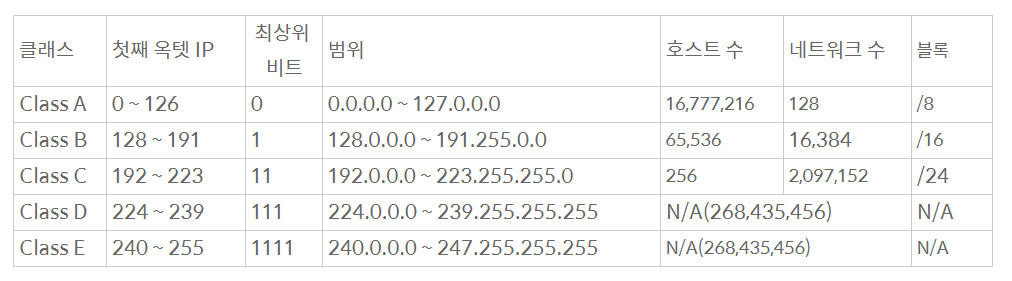 클래스 첫째 옥텟 IP 최상위 비트 범위 호스트 수 네트워크 수 블록
Class A 0 ~ 126 0 0.0.0.0 ~ 127.0.0.0 16,777,216 128 /8
Class B 128 ~ 191 1 128.0.0.0 ~ 191.255.0.0 65,536 16,384 /16
Class C 192 ~ 223 11 192.0.0.0 ~ 223.255.255.0 256 2,097,152 /24
Class D 224 ~ 239 111 224.0.0.0 ~ 239.255.255.255 N/A(268,435,456) N/A
Class E 240 ~ 255 1111 240.0.0.0 ~ 247.255.255.255 N/A(268,435,456) N/A